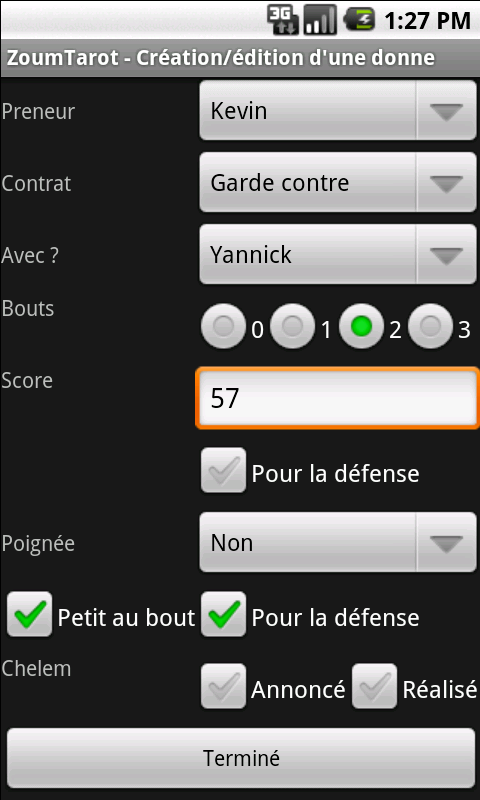 3G 1:27 PM
ZoumTarot - Création/édition d'une donne
Preneur Kevin
Contrat Garde contre
Avec ? Yannick
Bouts 0 1 2 3
Score 57
Pour la défense
Poignée Non
Petit au bout Pour la défense
Chelem Annoncé Réalisé
Terminé